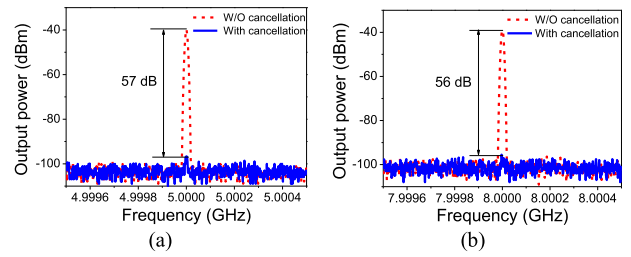 W/O cancellation
With cancellation
-40
-60
-80
-100
57 dB
Output power (dBm)
4.9996 4.9998 5.0000 5.0002 5.0004
Frequency (GHz)
(a)
W/O cancellation
With cancellation
-40
-60
-80
-100
56 dB
Output power (dBm)
7.9996 7.9998 8.0000 8.0002 8.0004
Frequency (GHz)
(b)